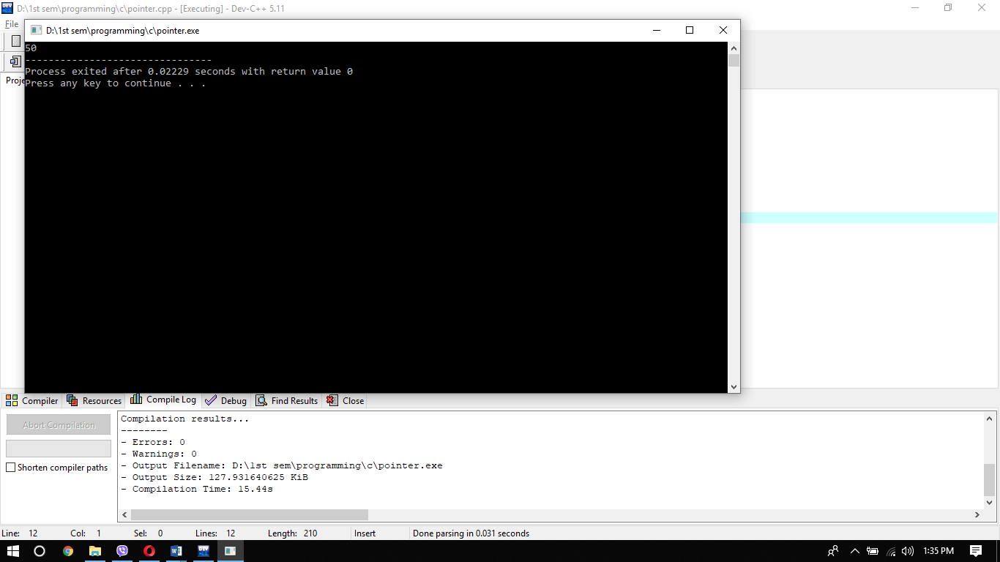 D:\1st sem\programming\c\pointer.cpp - [Executing] - Dev-C++ 5.11
File
D:\1st sem\programming\c\pointer.exe
Proje
50
--------------------------------
Process exited after 0.02229 seconds with return value 0
Press any key to continue . . .
Compiler Resources Compile Log Debug Find Results Close
Abort Compilation
Shorten compiler paths
Compilation results...
--------
- Errors: 0
- Warnings: 0
- Output Filename: D:\1st sem\programming\c\pointer.exe
- Output Size: 127.931640625 KiB
- Compilation Time: 15.44s
Line: 12 Col: 1 Sel: 0 Lines: 12 Length: 210 Insert Done parsing in 0.031 seconds
1:35 PM